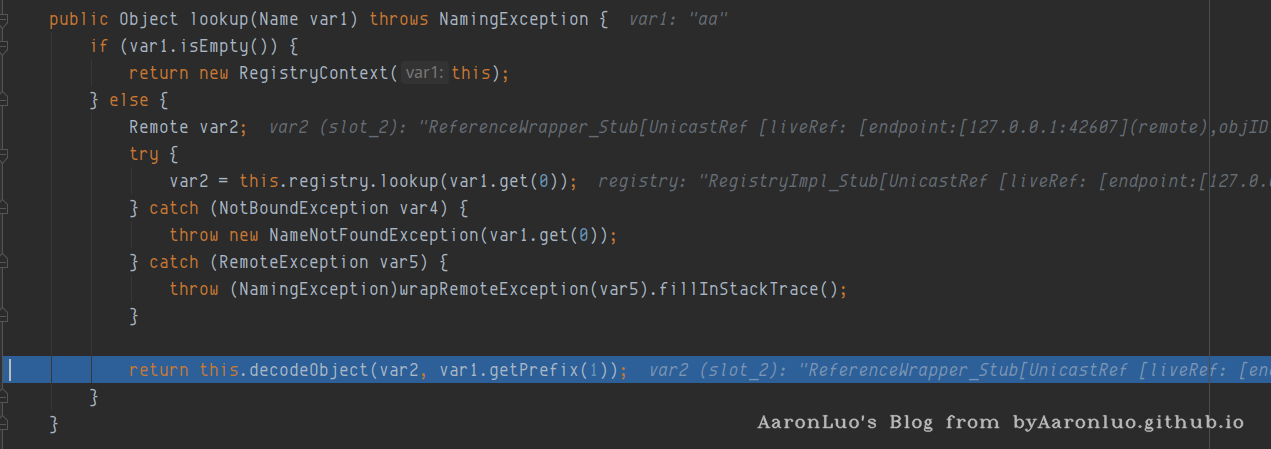 public Object lookup(Name var1) throws NamingException {  var1: "aa"
if (var1.isEmpty()) {
return new RegistryContext( var1: this);
} else {
Remote var2;  var2 (slot_2): "ReferenceWrapper_Stub[UnicastRef [liveRef: [endpoint:[127.0.0.1:42607](remote),objID
try {
var2 = this.registry.lookup(var1.get(0));  registry: "RegistryImpl_Stub[UnicastRef [liveRef: [endpoint:[127.0.0
} catch (NotBoundException var4) {
throw new NameNotFoundException(var1.get(0));
} catch (RemoteException var5) {
throw (NamingException)wrapRemoteException(var5).fillInStackTrace();
}
return this.decodeObject(var2, var1.getPrefix(1));  var2 (slot_2): "ReferenceWrapper_Stub[UnicastRef [liveRef: [en
}
}
AaronLuo's Blog from byAaronluo.github.io